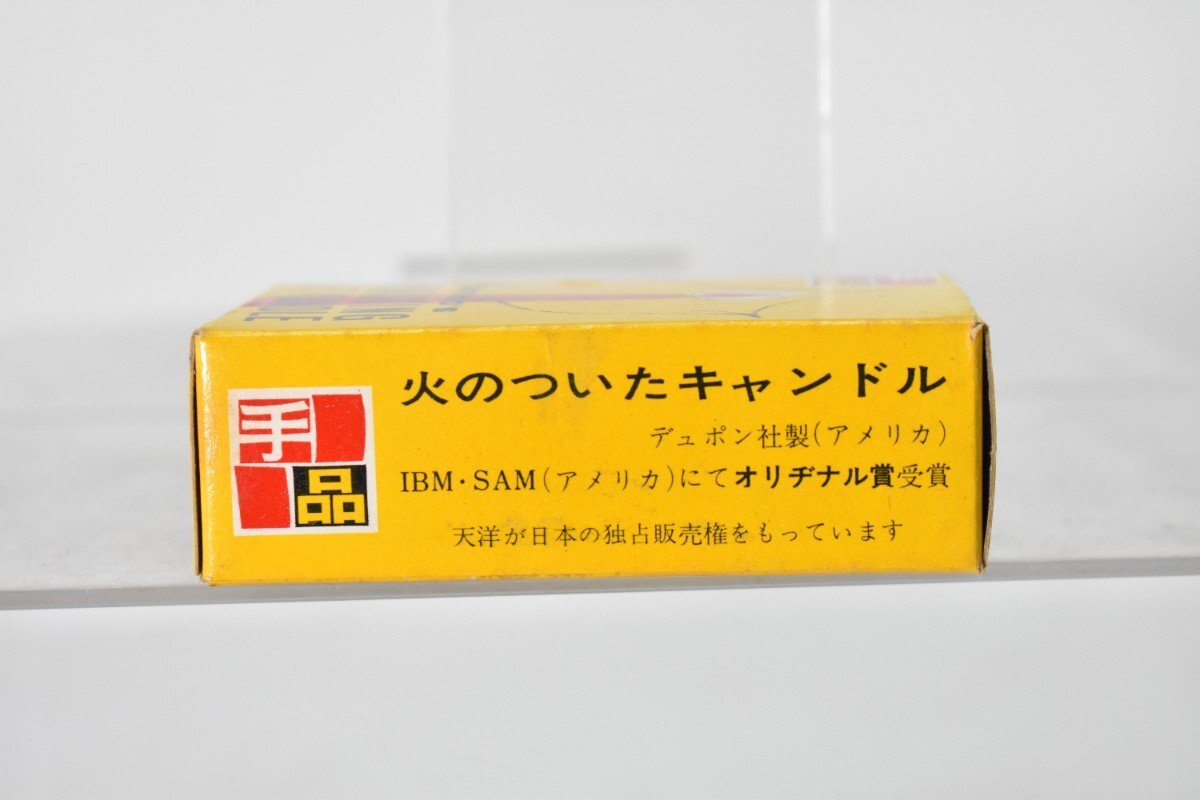 手品
火のついたキャンドル
デュポン社製(アメリカ)
IBM・SAM(アメリカ)にてオリヂナル賞受賞
天洋が日本の独占販売権をもっています